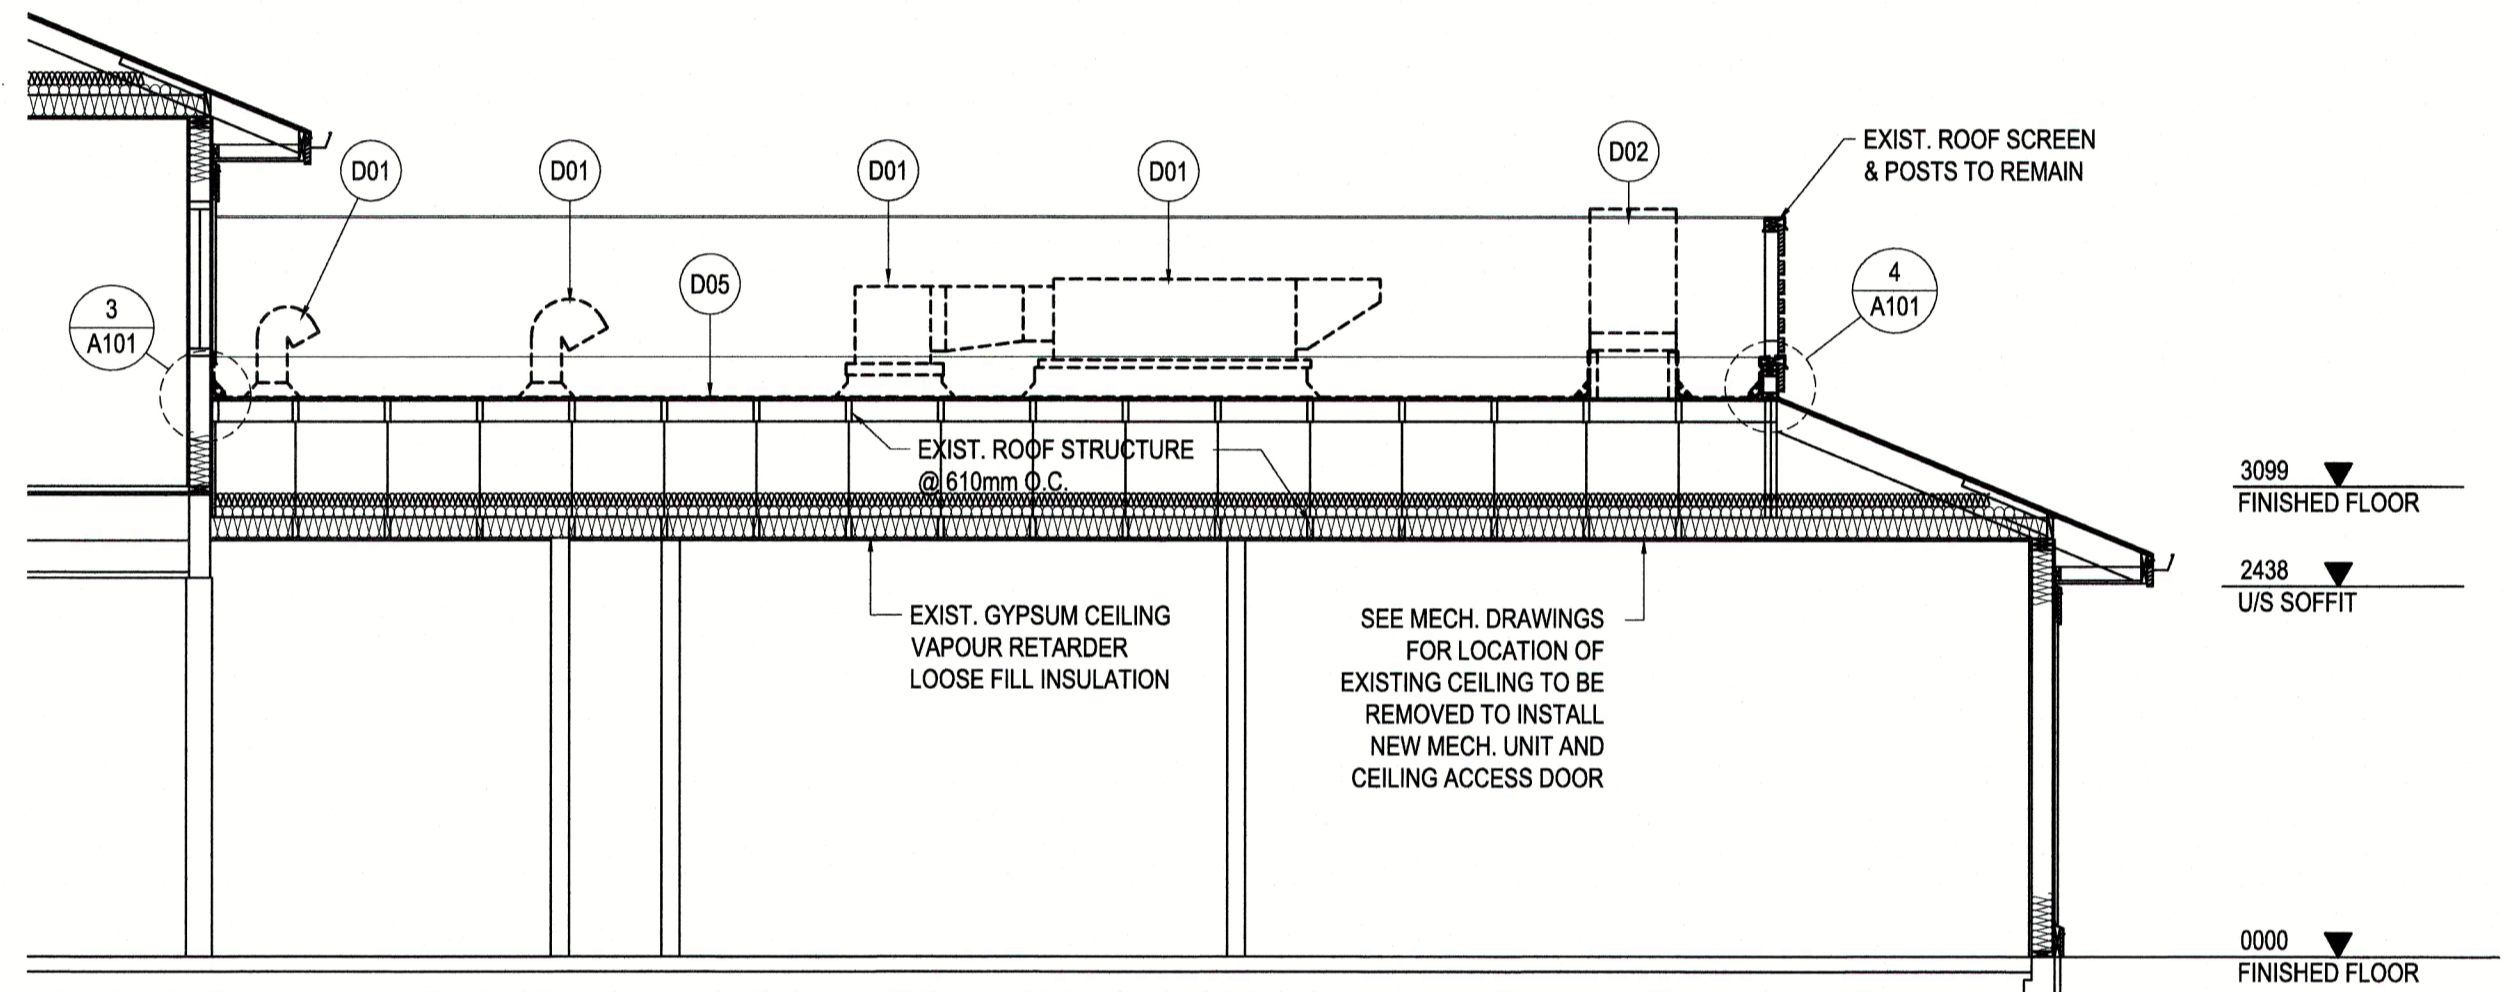 D01
D01
D01
D01
D02
EXIST. ROOF SCREEN
& POSTS TO REMAIN
D05
3
A101
4
A101
EXIST. ROOF STRUCTURE
@ 610mm O.C.
3099
FINISHED FLOOR
2438
U/S SOFFIT
EXIST. GYPSUM CEILING
VAPOUR RETARDER
LOOSE FILL INSULATION
SEE MECH. DRAWINGS
FOR LOCATION OF
EXISTING CEILING TO BE
REMOVED TO INSTALL
NEW MECH. UNIT AND
CEILING ACCESS DOOR
0000
FINISHED FLOOR